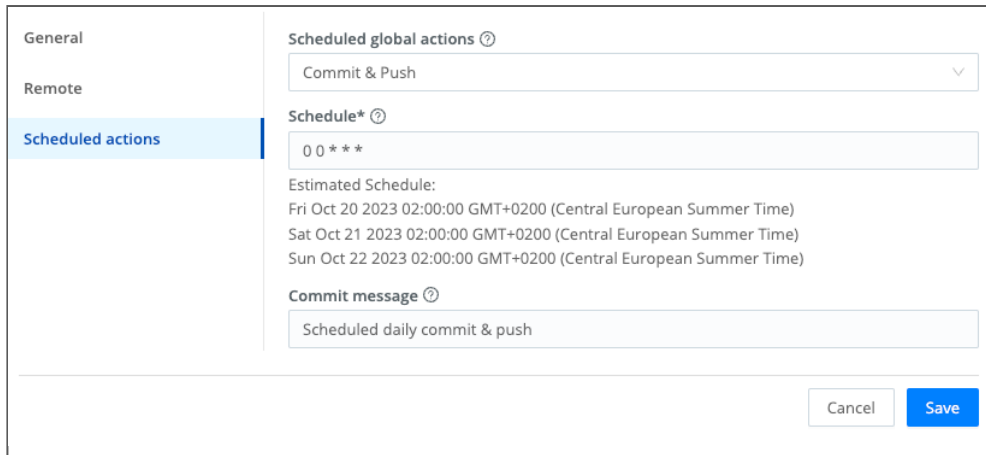 General
Remote
Scheduled actions
Scheduled global actions
Commit & Push
Schedule*
0 0 * * *
Estimated Schedule:
Fri Oct 20 2023 02:00:00 GMT+0200 (Central European Summer Time)
Sat Oct 21 2023 02:00:00 GMT+0200 (Central European Summer Time)
Sun Oct 22 2023 02:00:00 GMT+0200 (Central European Summer Time)
Commit message
Scheduled daily commit & push
Cancel
Save